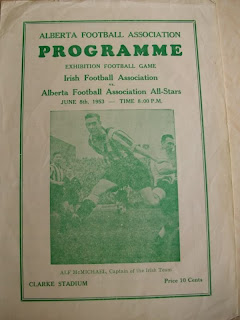 ALBERTA FOOTBALL ASSOCIATION
PROGRAMME
EXHIBITION FOOTBALL GAME
Irish Football Association
vs.
Alberta Football Association All-Stars
JUNE 8th, 1953 — TIME 8.00 P.M.
ALF McMICHAEL, Captain of the Irish Team
CLARKE STADIUM Price 10 Cents